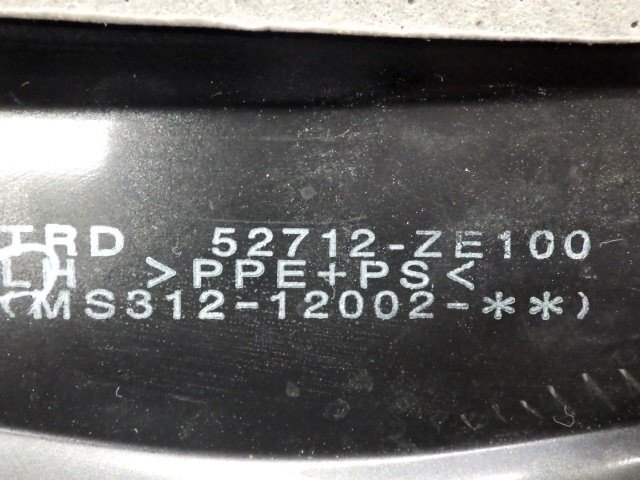 TRD 52712-ZE100
LH >PPE+PS<
(MS312-12002-**)